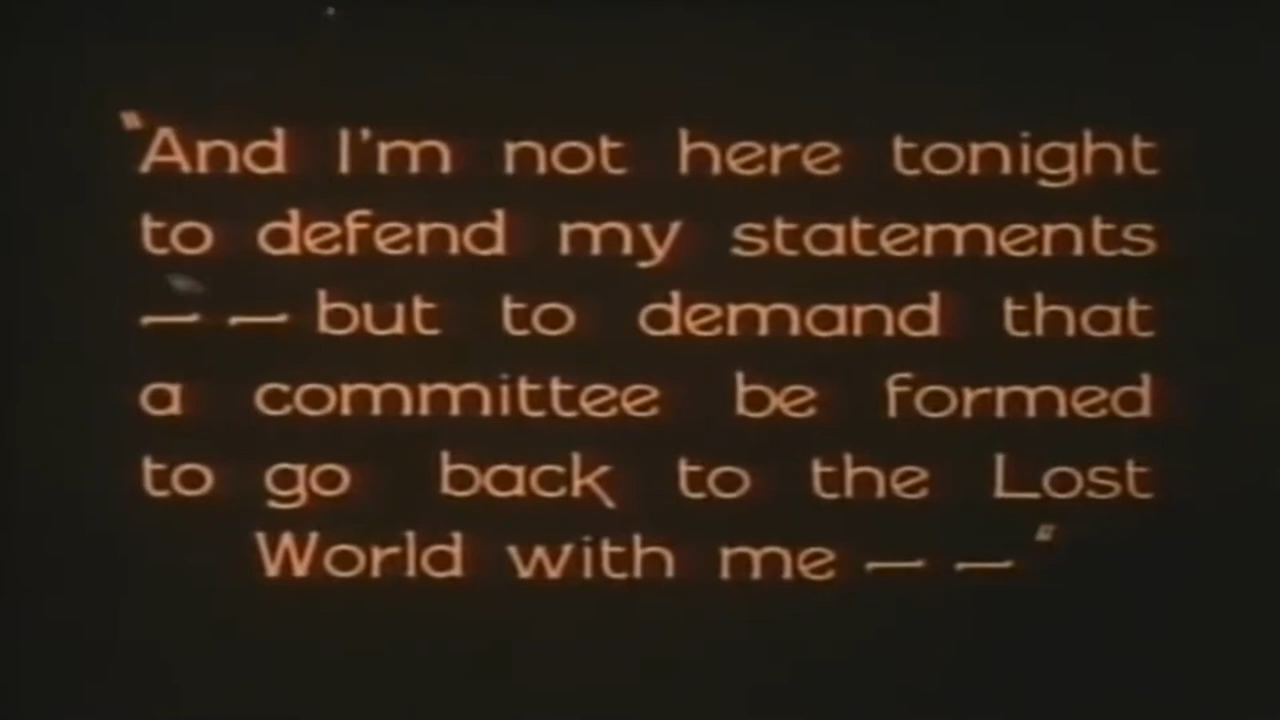 "And I'm not here tonight
to defend my statements
— — but to demand that
a committee be formed
to go back to the Lost
World with me — —"